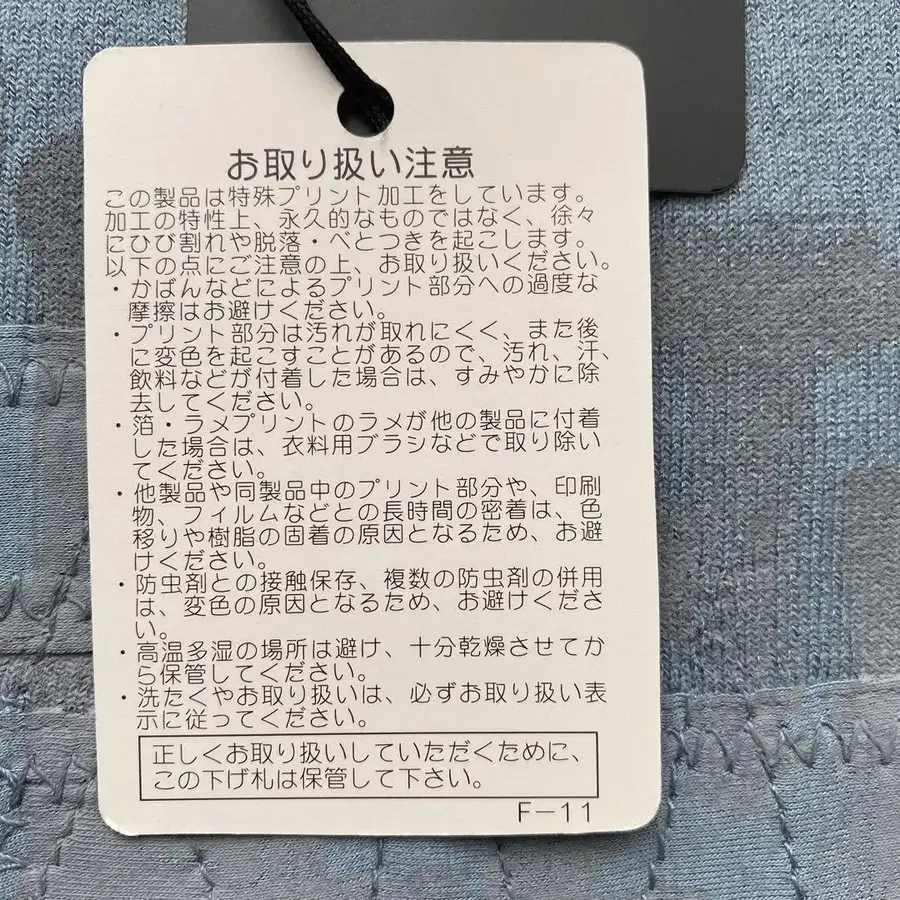 お取り扱い注意
この製品は特殊プリント加工をしています。
加工の特性上、永久的なものではなく、徐々
にひび割れや脱落・べとつきを起こします。
以下の点にご注意の上、お取り扱いください。
・かばんなどによるプリント部分への過度な
摩擦はお避けください。
・プリント部分は汚れが取れにくく、また後
に変色を起こすことがあるので、汚れ、汗、
飲料などが付着した場合は、すみやかに除
去してください。
・箔・ラメプリントのラメが他の製品に付着
した場合は、衣料用ブラシなどで取り除い
てください。
・他製品や同製品中のプリント部分や、印刷
物、フィルムなどとの長時間の密着は、色
移りや樹脂の固着の原因となるため、お避
けください。
・防虫剤との接触保存、複数の防虫剤の併用
は、変色の原因となるため、お避けくださ
い。
・高温多湿の場所は避け、十分乾燥させてか
ら保管してください。
・洗たくやお取り扱いは、必ずお取り扱い表
示に従ってください。
正しくお取り扱いしていただくために、
この下げ札は保管して下さい。
F－11